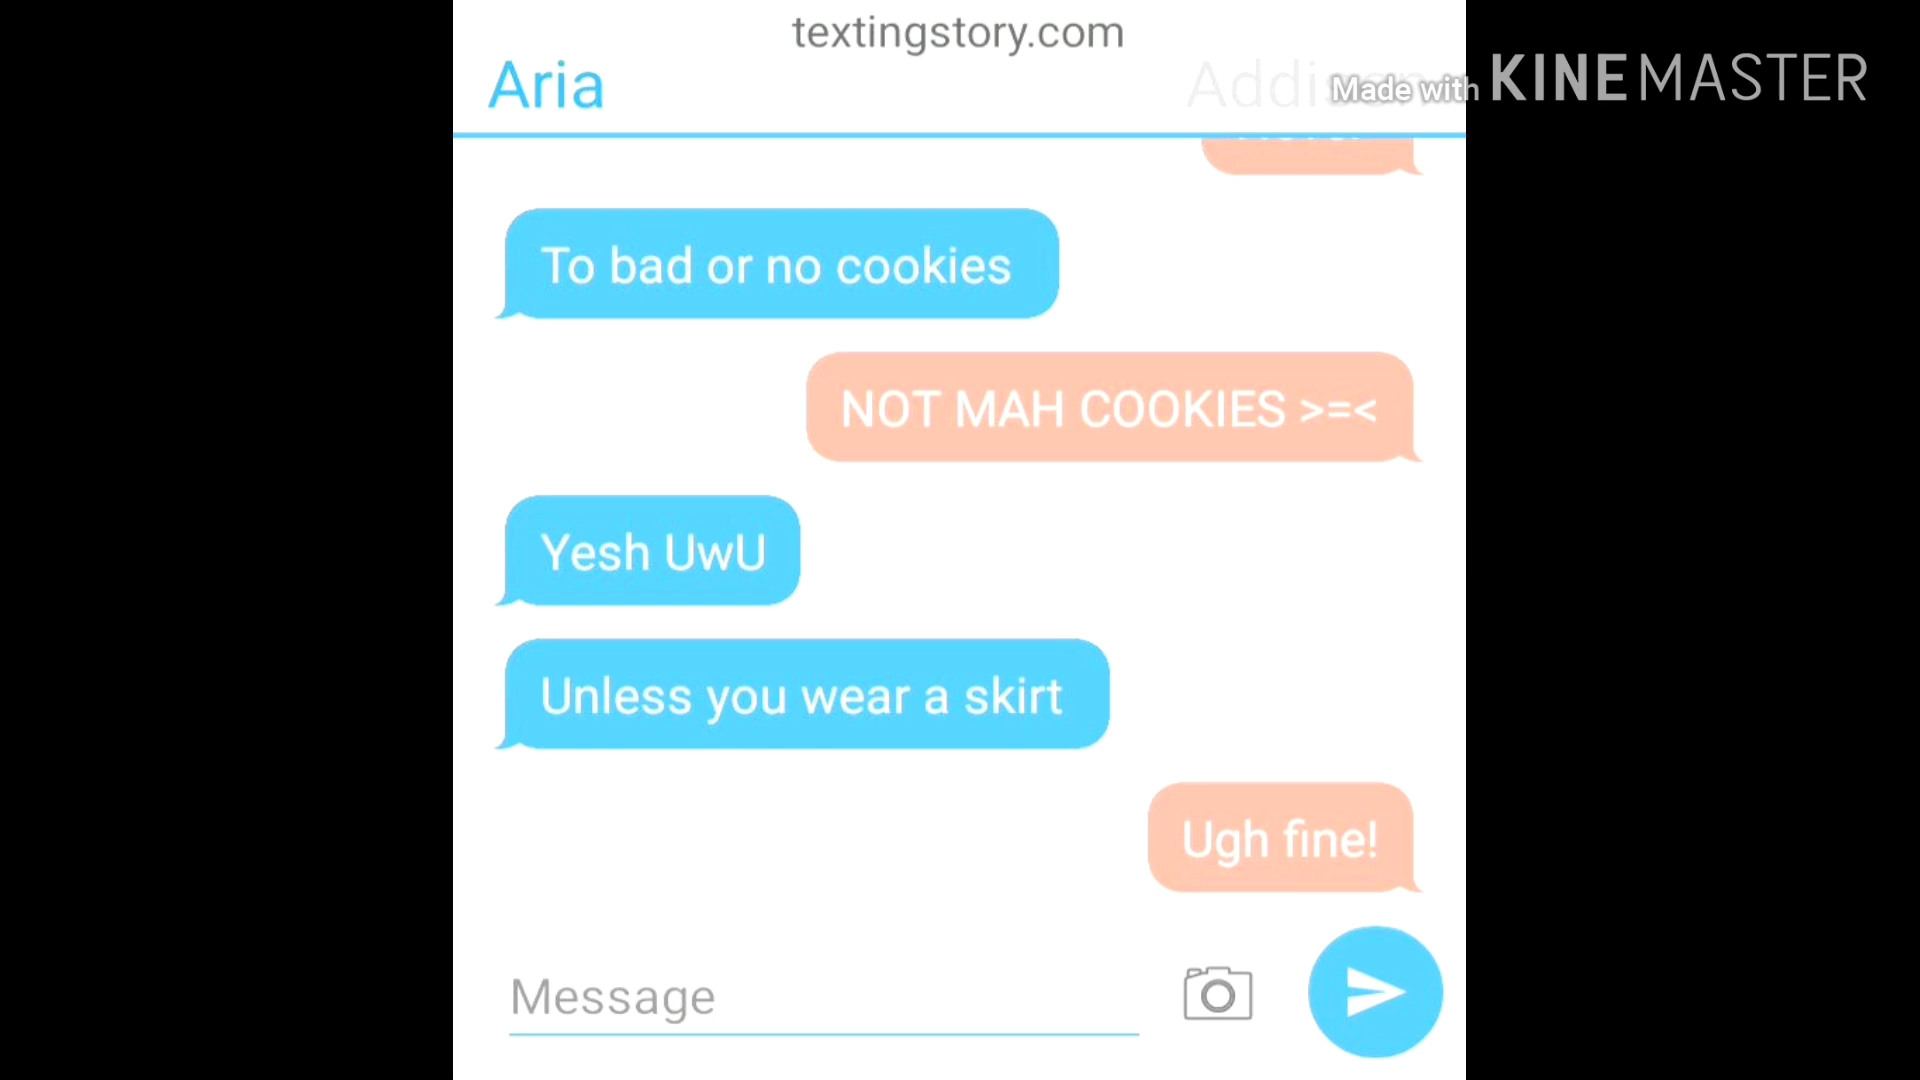 textingstory.com
Aria
Made with KINEMASTER
To bad or no cookies
NOT MAH COOKIES >=<
Yesh UwU
Unless you wear a skirt
Ugh fine!
Message